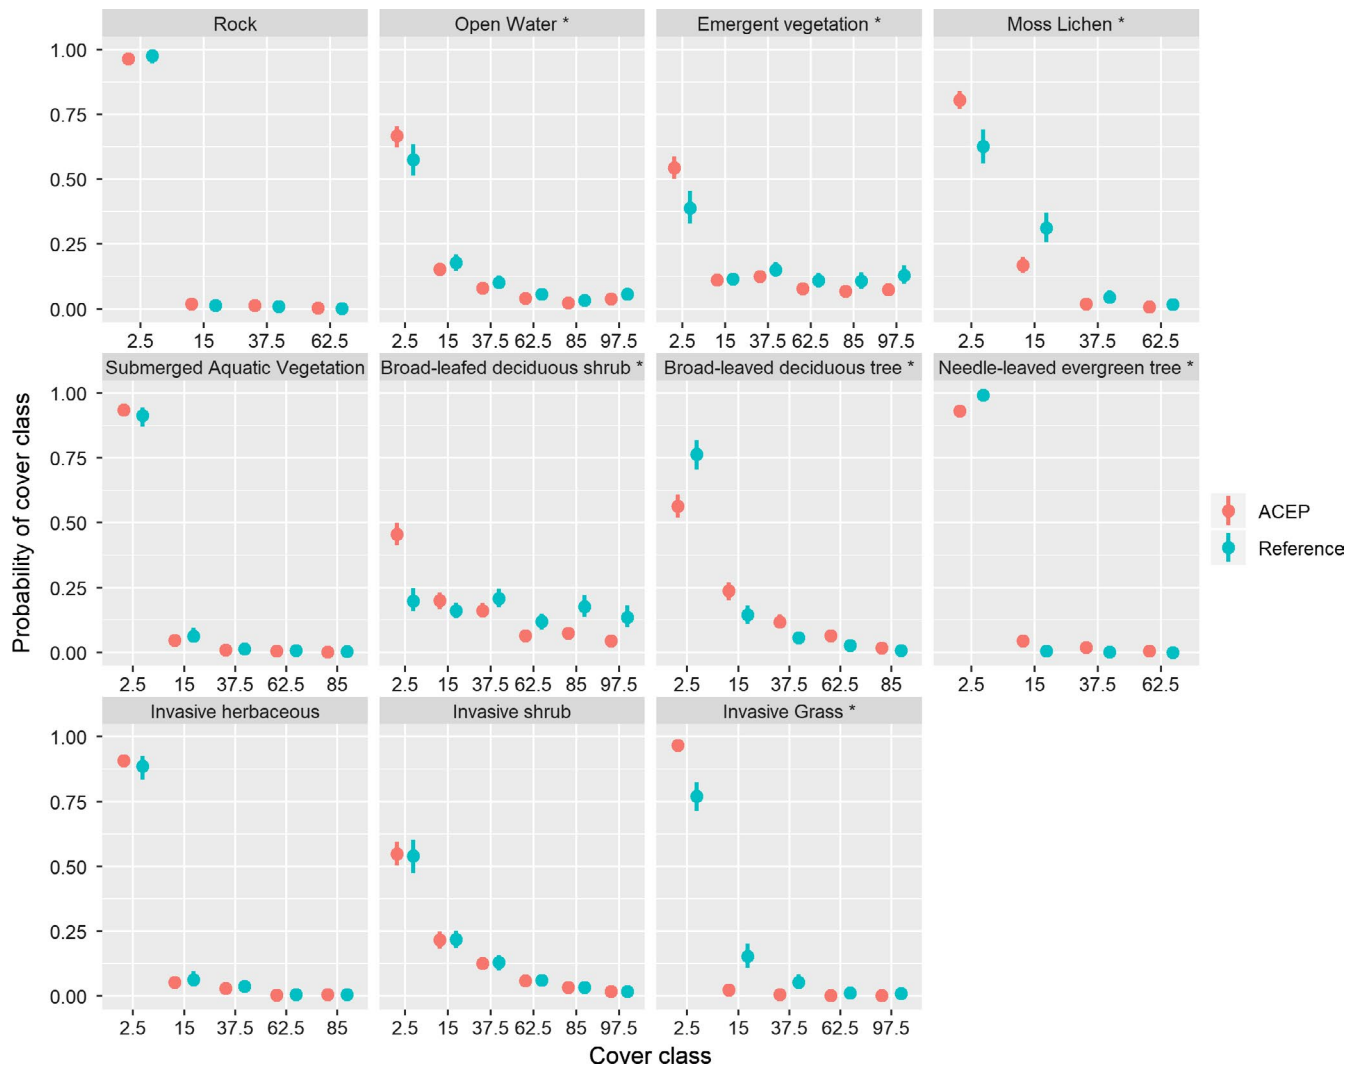 Rock
Open Water *
Emergent vegetation *
Moss Lichen *
1.00
0.75
0.50
0.25
0.00
2.5 15 37.5 62.5
2.5 15 37.5 62.5 85 97.5
2.5 15 37.5 62.5 85 97.5
2.5 15 37.5 62.5
Submerged Aquatic Vegetation
Broad-leafed deciduous shrub *
Broad-leaved deciduous tree *
Needle-leaved evergreen tree *
1.00
0.75
0.50
0.25
0.00
2.5 15 37.5 62.5 85
2.5 15 37.5 62.5 85 97.5
2.5 15 37.5 62.5 85
2.5 15 37.5 62.5
Invasive herbaceous
Invasive shrub
Invasive Grass *
1.00
0.75
0.50
0.25
0.00
2.5 15 37.5 62.5 85
2.5 15 37.5 62.5 85 97.5
2.5 15 37.5 62.5 97.5
Probability of cover class
Cover class
ACEP
Reference